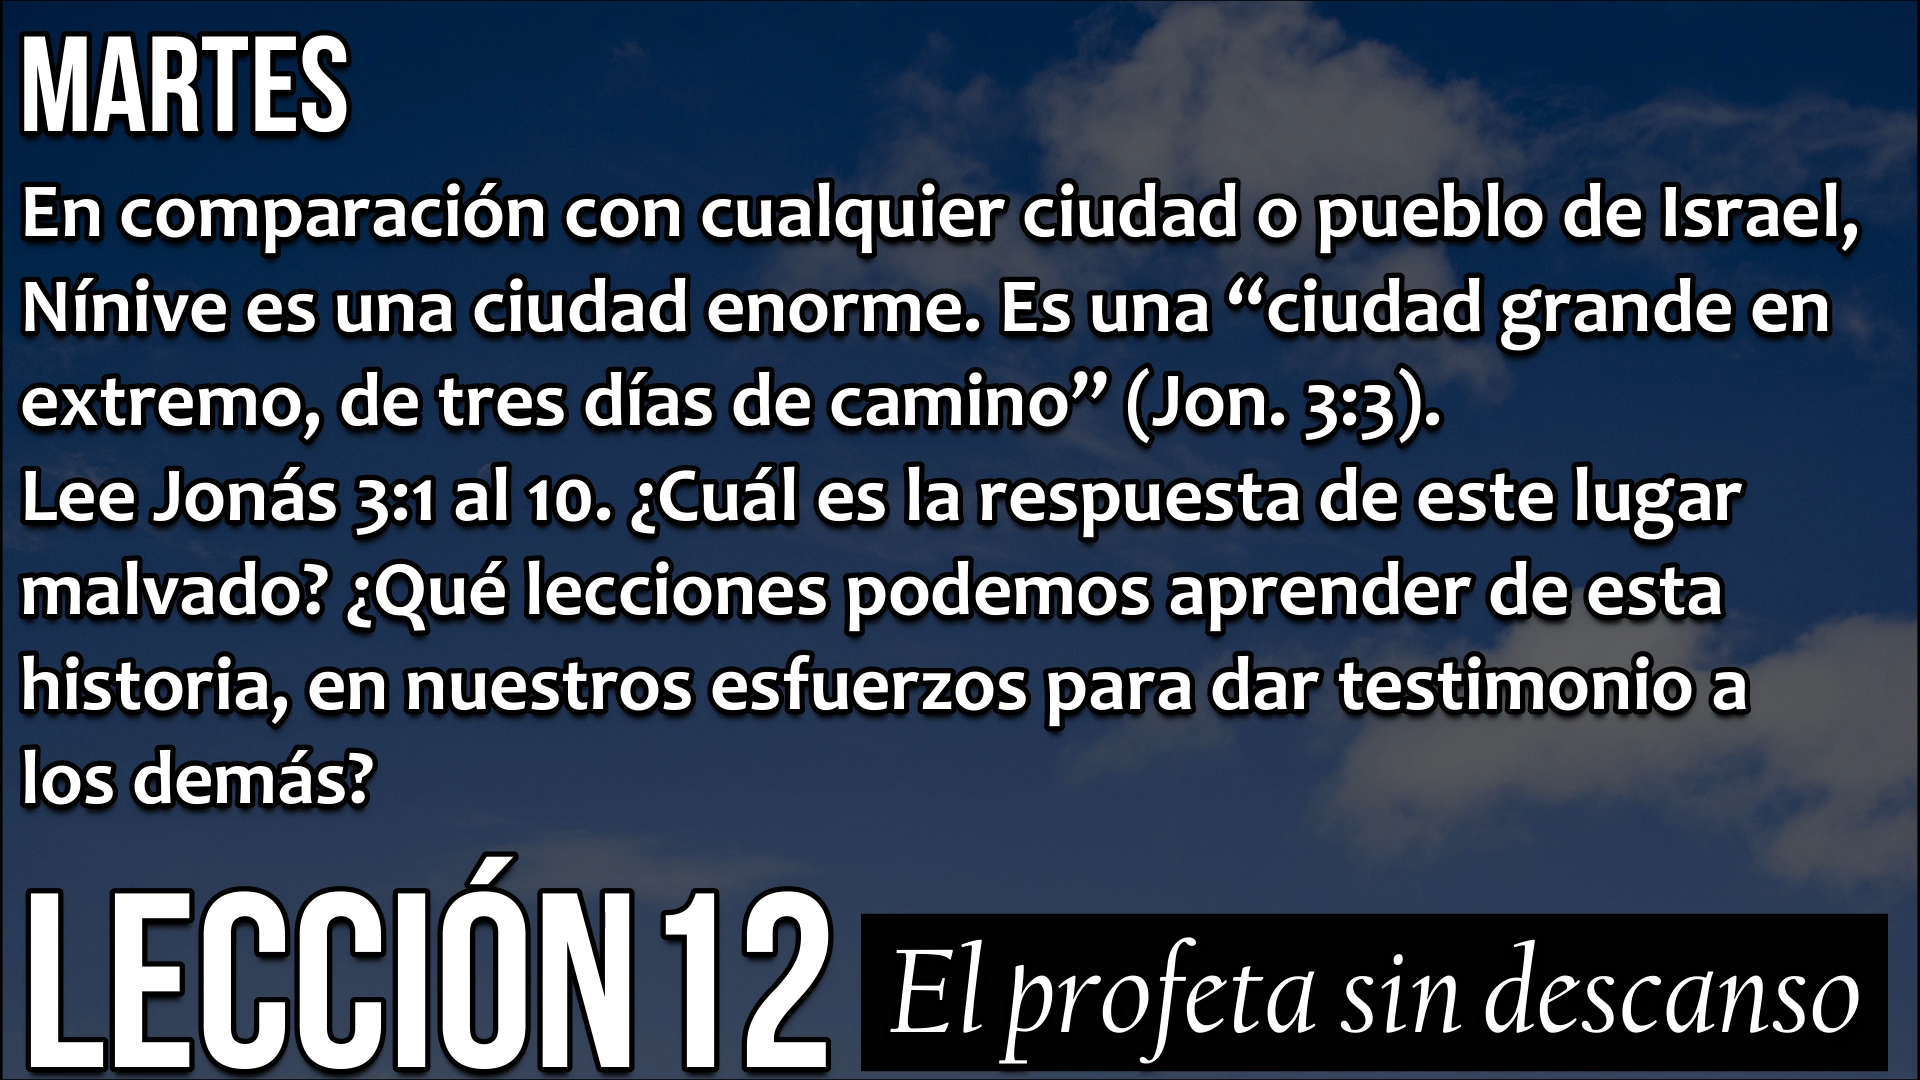 MARTES
En comparación con cualquier ciudad o pueblo de Israel,
Nínive es una ciudad enorme. Es una “ciudad grande en
extremo, de tres días de camino” (Jon. 3:3).
Lee Jonás 3:1 al 10. ¿Cuál es la respuesta de este lugar
malvado? ¿Qué lecciones podemos aprender de esta
historia, en nuestros esfuerzos para dar testimonio a
los demás?
LECCIÓN 12 El profeta sin descanso